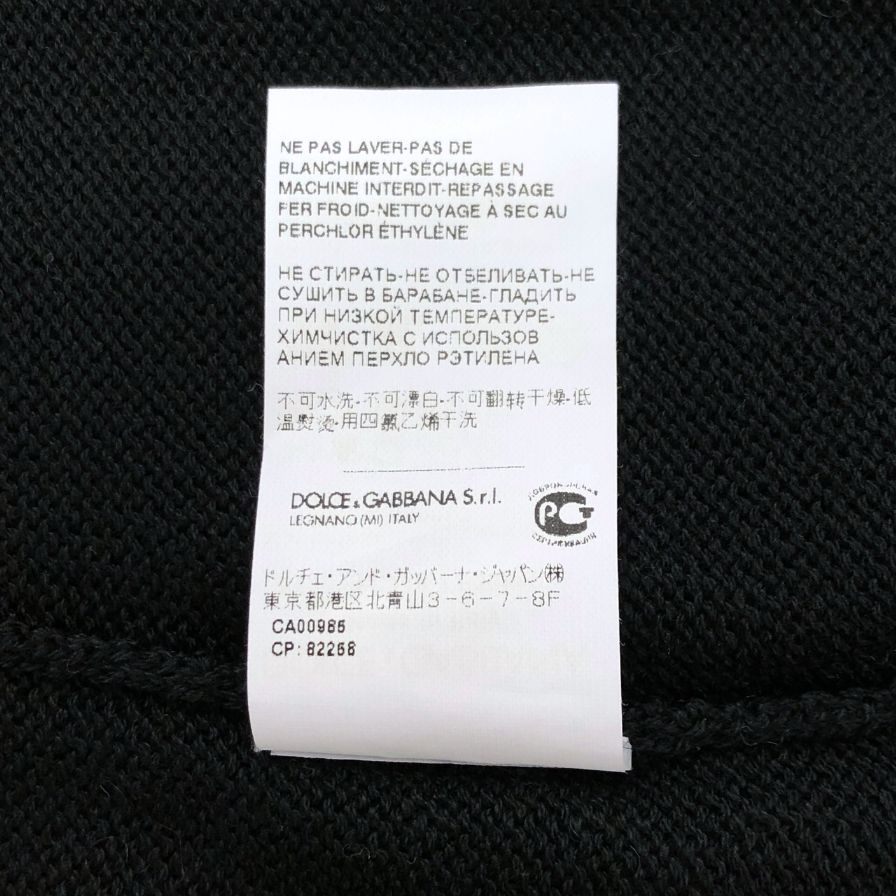 NE PAS LAVER-PAS DE
BLANCHIMENT-SÉCHAGE EN
MACHINE INTERDIT-REPASSAGE
FER FROID-NETTOYAGE À SEC AU
PERCHLOR ÉTHYLÈNE
НЕ СТИРАТЬ-НЕ ОТБЕЛИВАТЬ-НЕ
СУШИТЬ В БАРАБАНЕ-ГЛАДИТЬ
ПРИ НИЗКОЙ ТЕМПЕРАТУРЕ-
ХИМЧИСТКА С ИСПОЛЬЗОВ
АНИЕМ ПЕРХЛО РЭТИЛЕНА
不可水洗-不可漂白-不可翻转干燥-低
温熨烫-用四氯乙烯干洗
DOLCE & GABBANA S.r.l.
LEGNANO (MI) ITALY
ДОБРОВОЛЬНАЯ
РСТ
СЕРТИФИКАЦИЯ
ドルチェ・アンド・ガッバーナ・ジャパン㈱
東京都港区北青山3-6-7-8F
CA00985
CP: 82268